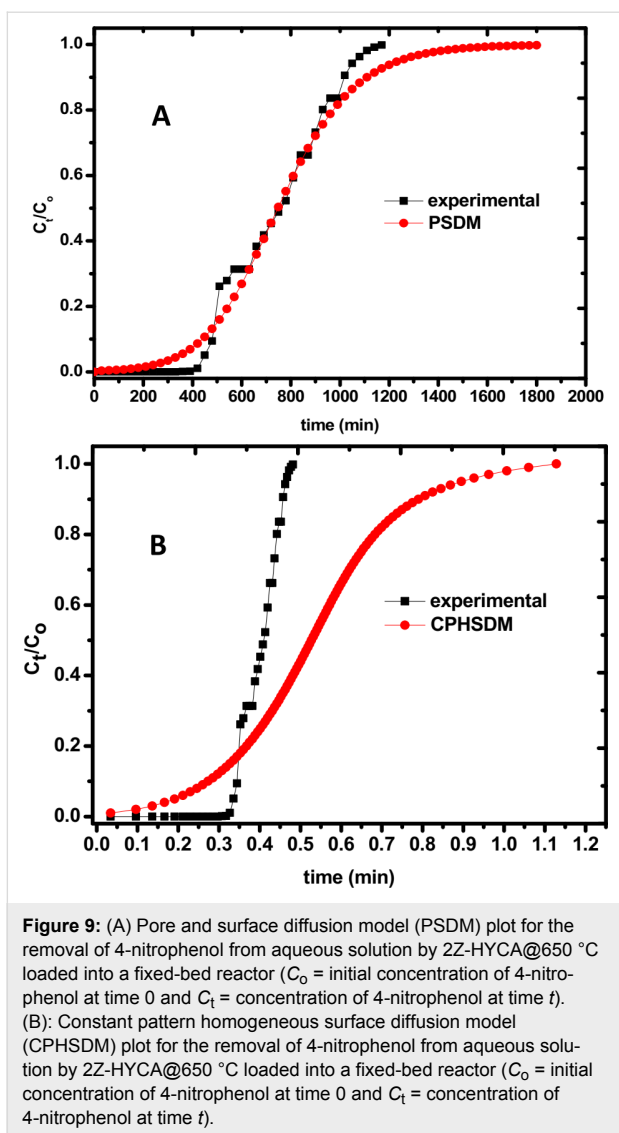 1.0
0.8
0.6
0.4
0.2
0.0
C_t/C_o
A
experimental
PSDM
0 200 400 600 800 1000 1200 1400 1600 1800 2000
time (min)
1.0
0.8
0.6
0.4
0.2
0.0
C_t/C_o
B
experimental
CPHSDM
0.0 0.1 0.2 0.3 0.4 0.5 0.6 0.7 0.8 0.9 1.0 1.1 1.2
time (min)
Figure 9: (A) Pore and surface diffusion model (PSDM) plot for the
removal of 4-nitrophenol from aqueous solution by 2Z-HYCA@650 °C
loaded into a fixed-bed reactor (C_o = initial concentration of 4-nitro-
phenol at time 0 and C_t = concentration of 4-nitrophenol at time t).
(B): Constant pattern homogeneous surface diffusion model
(CPHSDM) plot for the removal of 4-nitrophenol from aqueous solu-
tion by 2Z-HYCA@650 °C loaded into a fixed-bed reactor (C_o = initial
concentration of 4-nitrophenol at time 0 and C_t = concentration of
4-nitrophenol at time t).